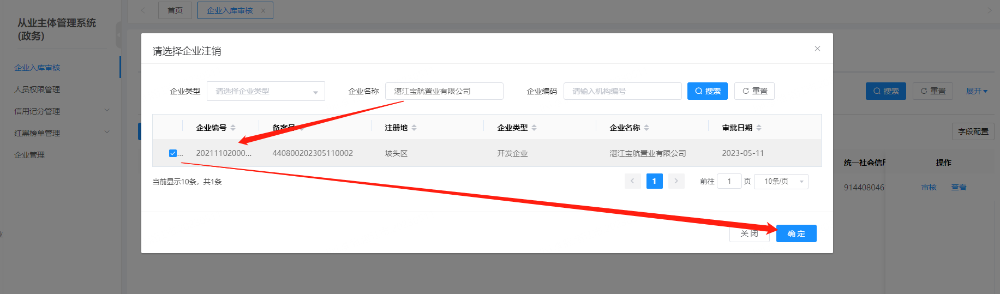 首页
企业入库审核
从业主体管理系统
(政务)
企业入库审核
人员权限管理
信用记分管理
红黑榜单管理
企业管理
请选择企业注销
企业类型 请选择企业类型 企业名称 湛江宝航置业有限公司 企业编码 请输入机构编号 搜索 重置
搜索 重置 展开
企业编号 备案号 注册地 企业类型 企业名称 审批日期
字段配置
... 20211102000... 440800202305110002 坡头区 开发企业 湛江宝航置业有限公司 2023-05-11
统一社会信用 操作
914408046 审核 查看
当前显示10条，共1条 1 前往 1 页 10条/页
关闭 确定
业